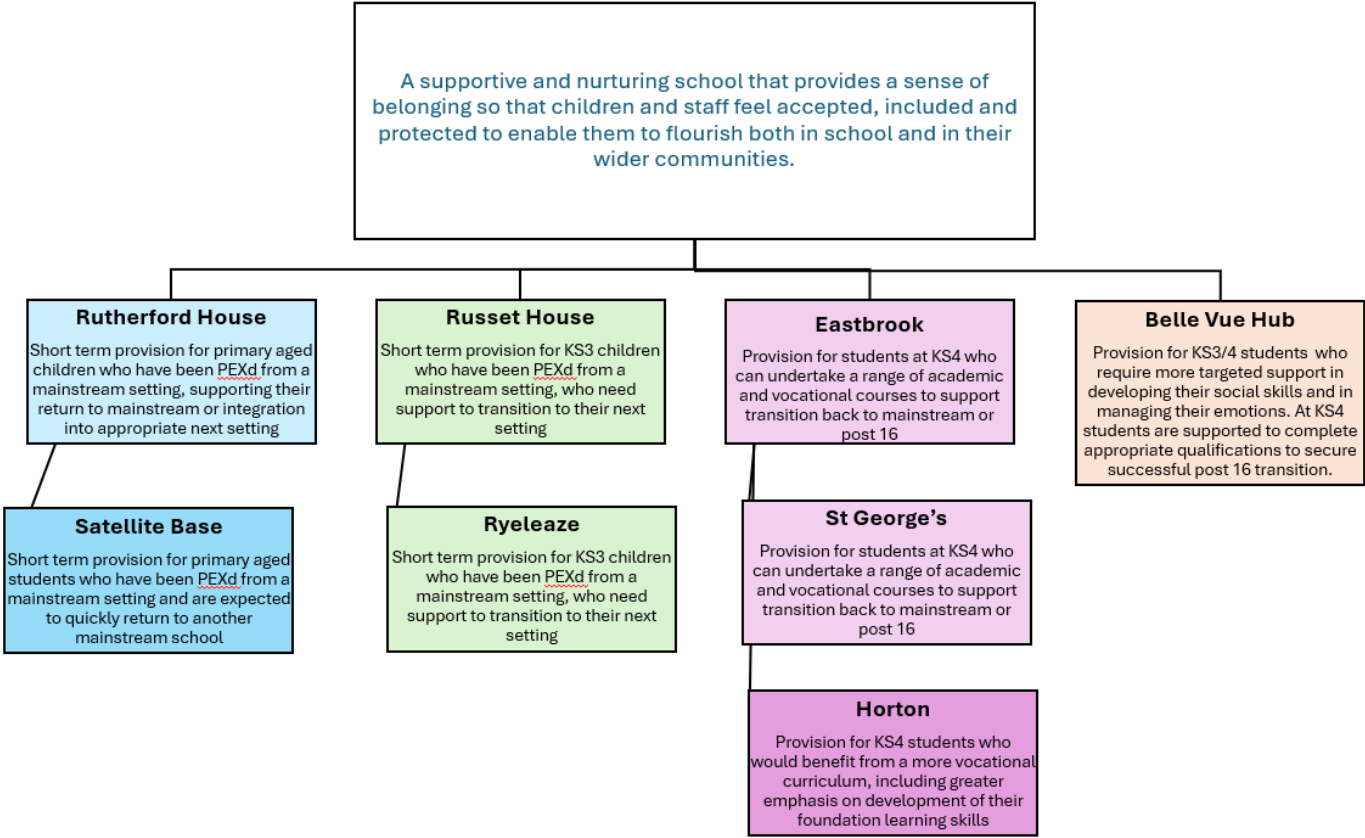 A supportive and nurturing school that provides a sense of
belonging so that children and staff feel accepted, included and
protected to enable them to flourish both in school and in their
wider communities.
Rutherford House
Short term provision for primary aged
children who have been PEXd from a
mainstream setting, supporting their
return to mainstream or integration
into appropriate next setting
Russet House
Short term provision for KS3 children
who have been PEXd from a
mainstream setting, who need
support to transition to their next
setting
Eastbrook
Provision for students at KS4 who
can undertake a range of academic
and vocational courses to support
transition back to mainstream or
post 16
Belle Vue Hub
Provision for KS3/4 students who
require more targeted support in
developing their social skills and in
managing their emotions. At KS4
students are supported to complete
appropriate qualifications to secure
successful post 16 transition.
Satellite Base
Short term provision for primary aged
students who have been PEXd from a
mainstream setting and are expected
to quickly return to another
mainstream school
Ryeleaze
Short term provision for KS3 children
who have been PEXd from a
mainstream setting, who need
support to transition to their next
setting
St George’s
Provision for students at KS4 who
can undertake a range of academic
and vocational courses to support
transition back to mainstream or
post 16
Horton
Provision for KS4 students who
would benefit from a more vocational
curriculum, including greater
emphasis on development of their
foundation learning skills